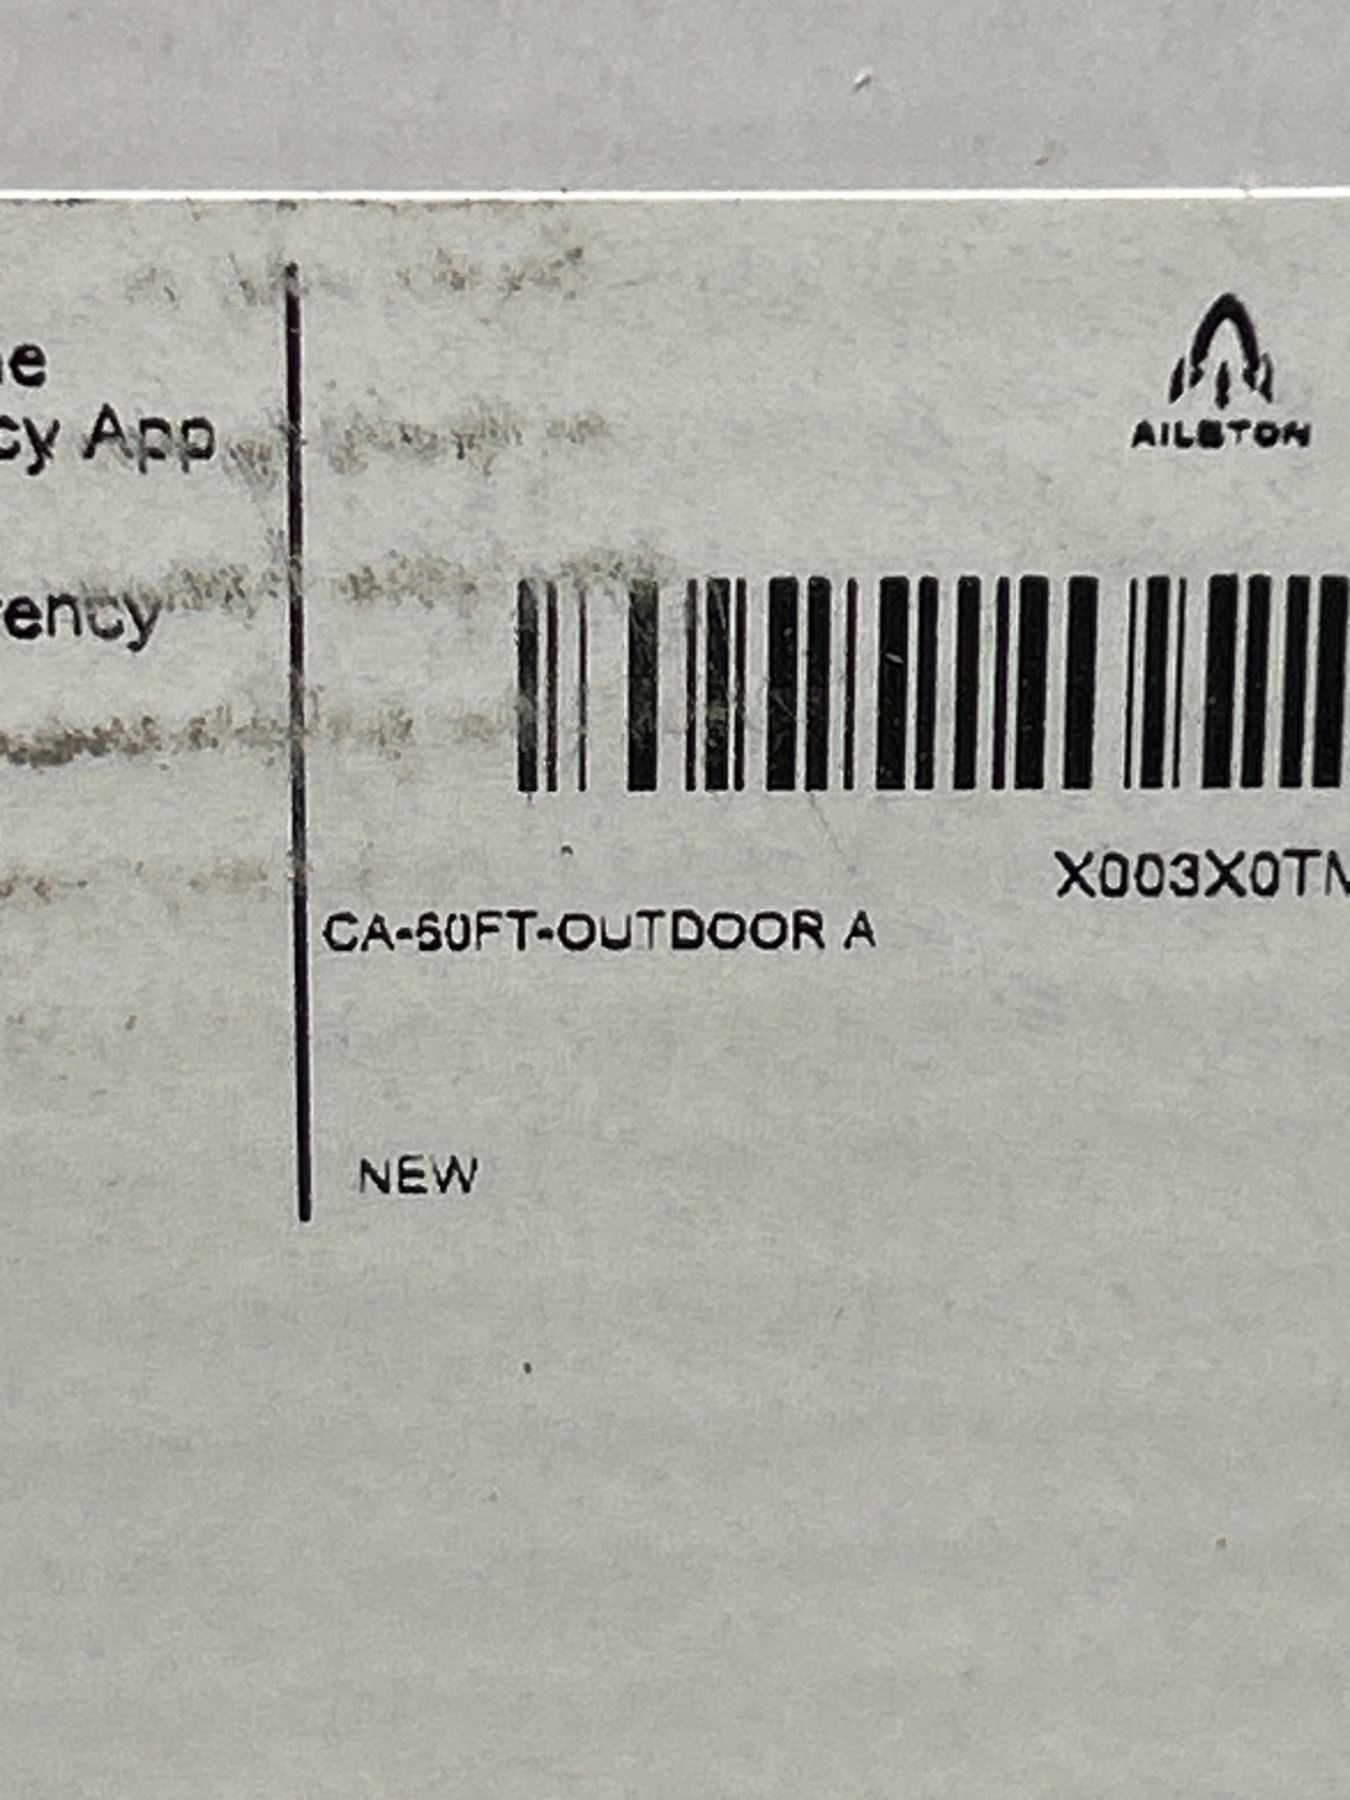 cy App
rency
AILSTON
X003X0TM
CA-60FT-OUTDOOR A
NEW